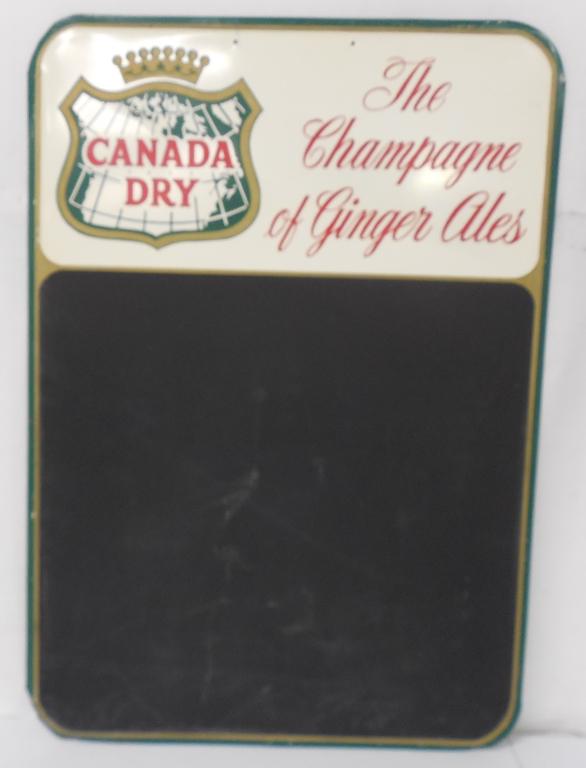 CANADA
DRY
The
Champagne
of Ginger Ales